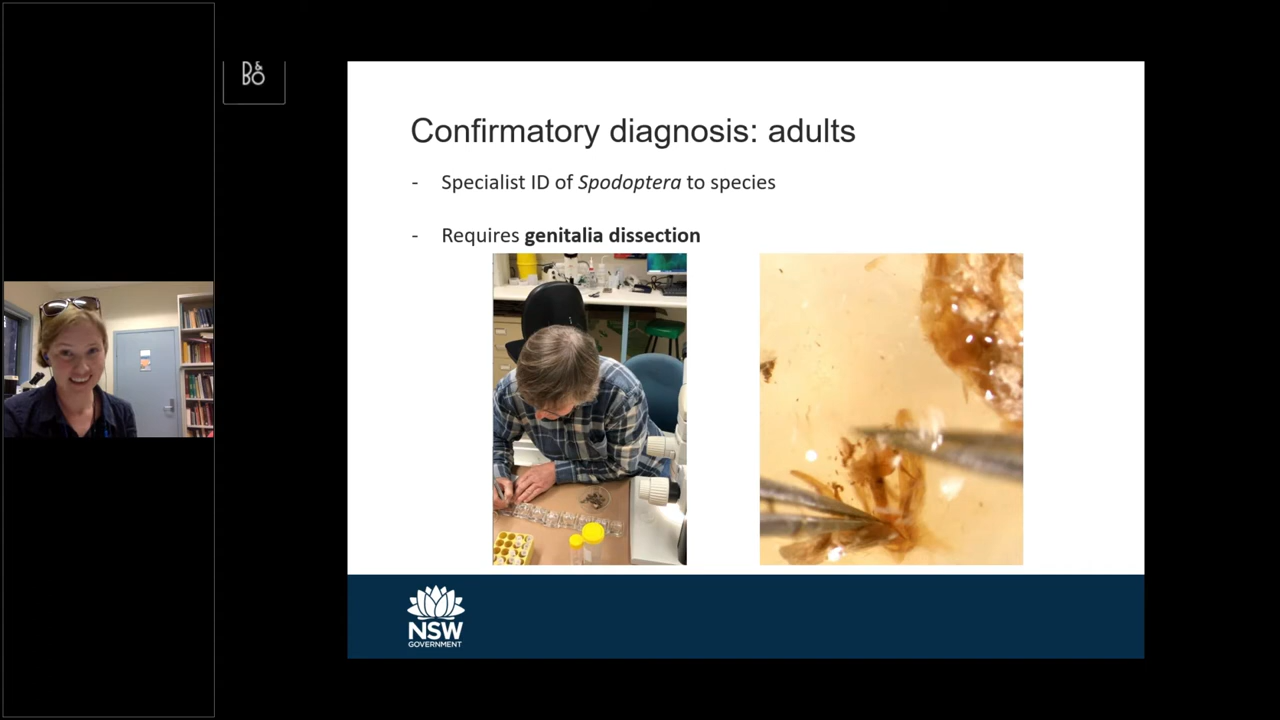 B&O
Confirmatory diagnosis: adults
- Specialist ID of Spodoptera to species
- Requires genitalia dissection
NSW
GOVERNMENT